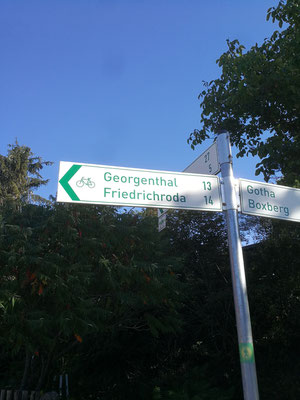 Georgenthal 13
Friedrichroda 14
Gotha
Boxberg